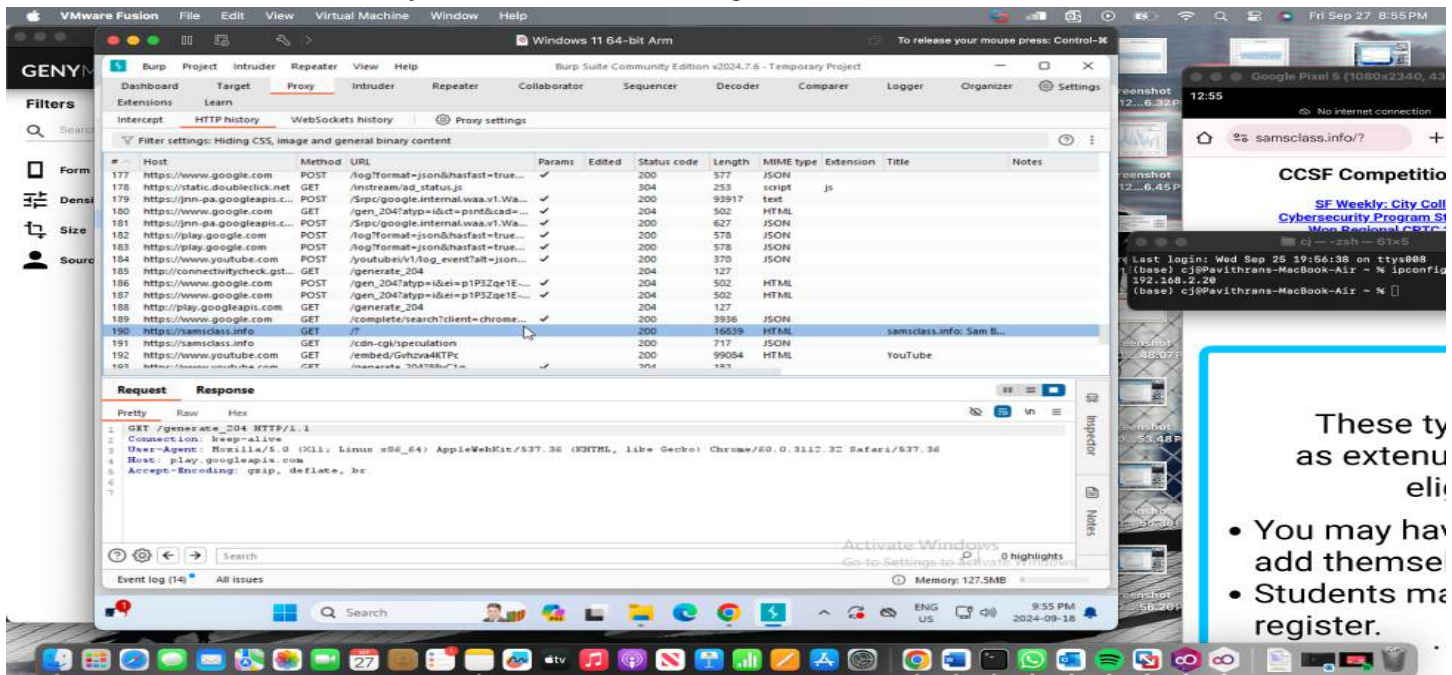 VMware Fusion File Edit View Virtual Machine Window Help Fri Sep 27 8:55 PM
Windows 11 64-bit Arm To release your mouse press: Control-⌘
GENYM
Filters
Form
Densi
Size
Sourc
Burp Project Intruder Repeater View Help Burp Suite Community Edition v2024.7.6 - Temporary Project
Dashboard Target Proxy Intruder Repeater Collaborator Sequencer Decoder Comparer Logger Organizer Settings
Extensions Learn
Intercept HTTP history WebSockets history Proxy settings
Filter settings: Hiding CSS, image and general binary content
# Host Method URL Params Edited Status code Length MIME type Extension Title Notes
177 https://www.google.com POST /log?format=json&hasfast=true... ✓ 200 577 JSON
178 https://static.doubleclick.net GET /instream/ad_status.js 304 253 script js
179 https://jnn-pa.googleapis.c... POST /$rpc/google.internal.waa.v1.Wa... ✓ 200 93917 text
180 https://www.google.com GET /gen_204?atyp=i&ct=psnt&cad=... ✓ 204 502 HTML
181 https://jnn-pa.googleapis.c... POST /$rpc/google.internal.waa.v1.Wa... ✓ 200 627 JSON
182 https://play.google.com POST /log?format=json&hasfast=true... ✓ 200 578 JSON
183 https://play.google.com POST /log?format=json&hasfast=true... ✓ 200 578 JSON
184 https://www.youtube.com POST /youtubei/v1/log_event?alt=json... ✓ 200 370 JSON
185 http://connectivitycheck.gst... GET /generate_204 204 127
186 https://www.google.com POST /gen_204?atyp=i&ei=p1P3Zqe1E-... ✓ 204 502 HTML
187 https://www.google.com POST /gen_204?atyp=i&ei=p1P3Zqe1E-... ✓ 204 502 HTML
188 http://play.googleapis.com GET /generate_204 204 127
189 https://www.google.com GET /complete/search?client=chrome... ✓ 200 3936 JSON
190 https://samsclass.info GET /? 200 16839 HTML samsclass.info: Sam B...
191 https://samsclass.info GET /cdn-cgi/speculation 200 717 JSON
192 https://www.youtube.com GET /embed/Gvhzva4KTPc 200 99084 HTML YouTube
193 https://www.youtube.com GET ✓ 204 182
Request Response
Pretty Raw Hex
1 GET /generate_204 HTTP/1.1
2 Connection: keep-alive
3 User-Agent: Mozilla/5.0 (X11; Linux x86_64) AppleWebKit/537.36 (KHTML, like Gecko) Chrome/60.0.3112.32 Safari/537.36
4 Host: play.googleapis.com
5 Accept-Encoding: gzip, deflate, br
6
7
Inspector
Notes
Search 0 highlights
Activate Windows
Go to Settings to activate Windows.
Event log (14) All issues Memory: 127.5MB
Search ENG US 9:55 PM 2024-09-18
Google Pixel 5 (1080x2340, 43
12:55
No internet connection
samsclass.info/?
CCSF Competitio
SF Weekly: City Coll
Cybersecurity Program St
Won Regional CPTC
cj — -zsh — 61×5
Last login: Wed Sep 25 19:56:38 on ttys008
(base) cj@Pavithrans-MacBook-Air ~ % ipconfig
192.168.2.20
(base) cj@Pavithrans-MacBook-Air ~ %
These ty
as extenu
elig
• You may hav
add themsel
• Students ma
register.
27
tv